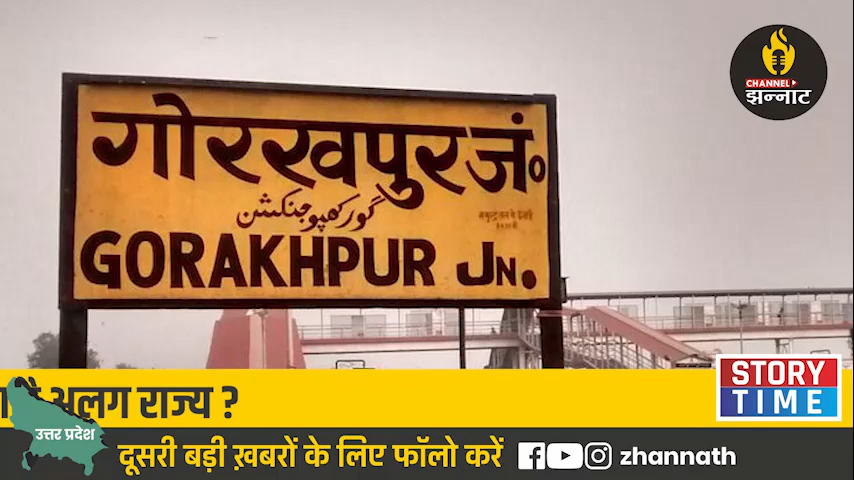 CHANNEL
झन्नाट
गोरखपुर जं०
گورکھپور جنکشن
GORAKHPUR JN.
अलग राज्य ?
STORY
TIME
उत्तर प्रदेश
दूसरी बड़ी ख़बरों के लिए फॉलो करें
zhannath